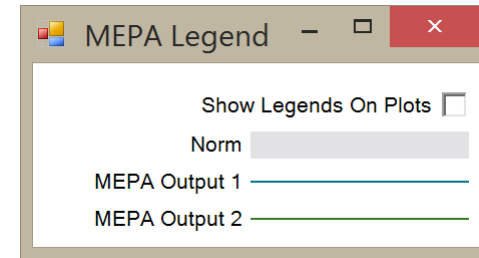 MEPA Legend
Show Legends On Plots
Norm
MEPA Output 1
MEPA Output 2